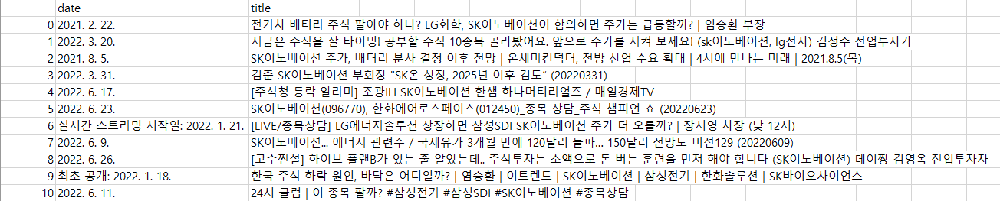 date title
0 2021. 2. 22. 전기차 배터리 주식 팔아야 하나? LG화학, SK이노베이션이 합의하면 주가는 급등할까? | 염승환 부장
1 2022. 3. 20. 지금은 주식을 살 타이밍! 공부할 주식 10종목 골라봤어요. 앞으로 주가를 지켜 보세요! (sk이노베이션, lg전자) 김정수 전업투자가
2 2021. 8. 5. SK이노베이션 주가, 배터리 분사 결정 이후 전망 | 온세미컨덕터, 전방 산업 수요 확대 | 4시에 만나는 미래 | 2021.8.5(목)
3 2022. 3. 31. 김준 SK이노베이션 부회장 "SK온 상장, 2025년 이후 검토“ (20220331)
4 2022. 6. 17. [주식청 등락 알리미] 조광ILI SK이노베이션 한샘 하나머티리얼즈 / 매일경제TV
5 2022. 6. 23. SK이노베이션(096770), 한화에어로스페이스(012450)_종목 상담_주식 챔피언 쇼 (20220623)
6 실시간 스트리밍 시작일: 2022. 1. 21. [LIVE/종목상담] LG에너지솔루션 상장하면 삼성SDI SK이노베이션 주가 더 오를까? | 장시영 차장 (낮 12시)
7 2022. 6. 9. SK이노베이션... 에너지 관련주 / 국제유가 3개월 만에 120달러 돌파... 150달러 전망도_머선129 (20220609)
8 2022. 6. 26. [고수쩐설] 하이브 플랜B가 있는 줄 알았는데.. 주식투자는 소액으로 돈 버는 훈련을 먼저 해야 합니다 (SK이노베이션) 데이짱 김영옥 전업투자자
9 최초 공개: 2022. 1. 18. 한국 주식 하락 원인, 바닥은 어디일까? | 염승환 | 이트렌드 | SK이노베이션 | 삼성전기 | 한화솔루션 | SK바이오사이언스
10 2022. 6. 11. 24시 클럽 | 이 종목 팔까? #삼성전기 #삼성SDI #SK이노베이션 #종목상담